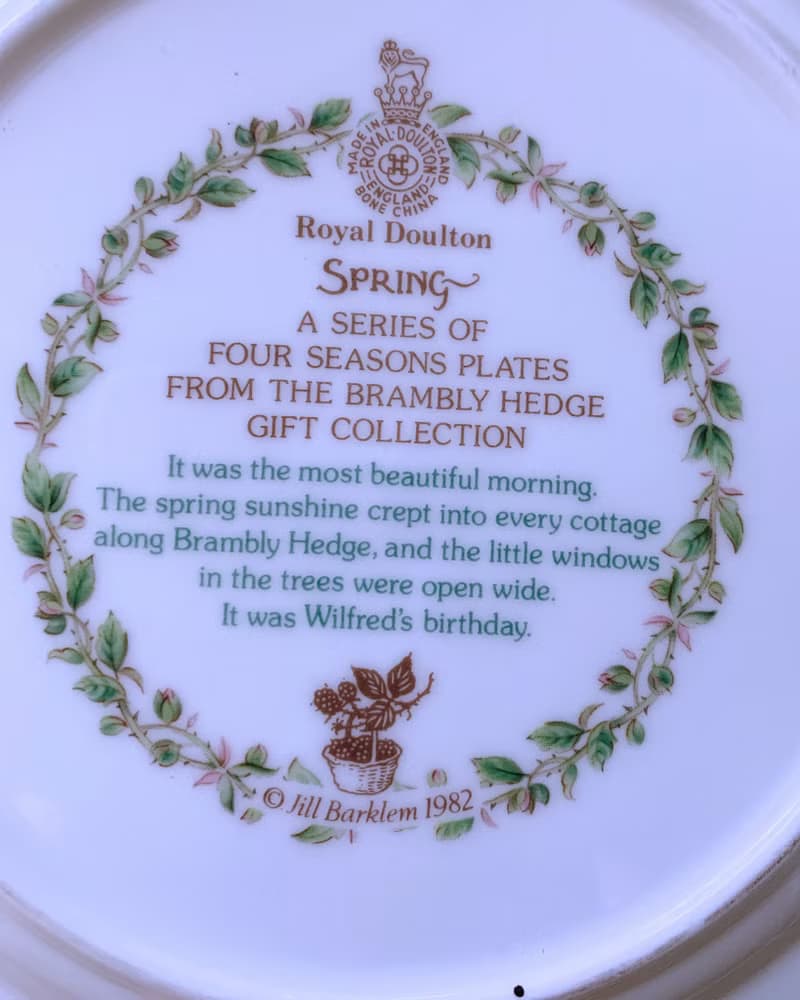 MADE IN ENGLAND
ROYAL·DOULTON
ENGLAND
BONE CHINA
Royal Doulton
SPRING
A SERIES OF
FOUR SEASONS PLATES
FROM THE BRAMBLY HEDGE
GIFT COLLECTION
It was the most beautiful morning.
The spring sunshine crept into every cottage
along Brambly Hedge, and the little windows
in the trees were open wide.
It was Wilfred's birthday.
© Jill Barklem 1982